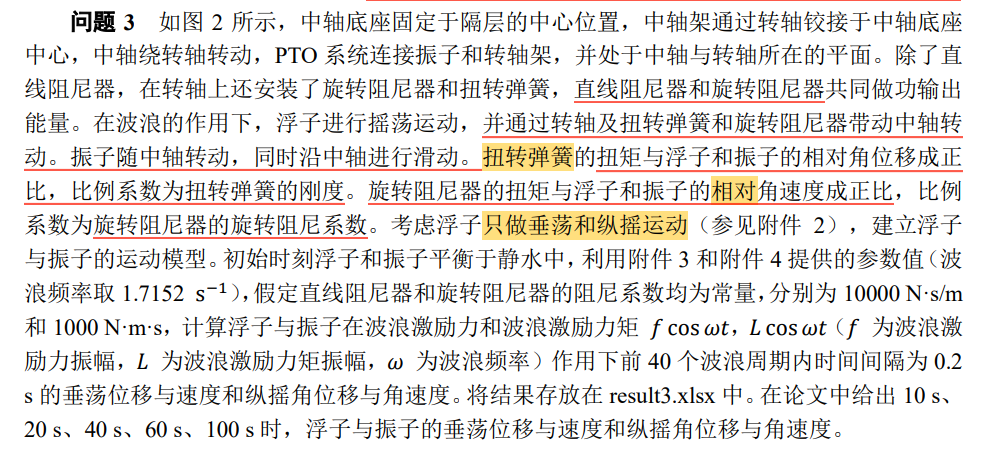 问题 3 如图 2 所示，中轴底座固定于隔层的中心位置，中轴架通过转轴铰接于中轴底座
中心，中轴绕转轴转动，PTO 系统连接振子和转轴架，并处于中轴与转轴所在的平面。除了直
线阻尼器，在转轴上还安装了旋转阻尼器和扭转弹簧，直线阻尼器和旋转阻尼器共同做功输出
能量。在波浪的作用下，浮子进行摇荡运动，并通过转轴及扭转弹簧和旋转阻尼器带动中轴转
动。振子随中轴转动，同时沿中轴进行滑动。扭转弹簧的扭矩与浮子和振子的相对角位移成正
比，比例系数为扭转弹簧的刚度。旋转阻尼器的扭矩与浮子和振子的相对角速度成正比，比例
系数为旋转阻尼器的旋转阻尼系数。考虑浮子只做垂荡和纵摇运动（参见附件 2），建立浮子
与振子的运动模型。初始时刻浮子和振子平衡于静水中，利用附件 3 和附件 4 提供的参数值（波
浪频率取 1.7152 s⁻¹），假定直线阻尼器和旋转阻尼器的阻尼系数均为常量，分别为 10000 N·s/m
和 1000 N·m·s，计算浮子与振子在波浪激励力和波浪激励力矩 f cos ωt，L cos ωt（f 为波浪激
励力振幅，L 为波浪激励力矩振幅，ω 为波浪频率）作用下前 40 个波浪周期内时间间隔为 0.2
s 的垂荡位移与速度和纵摇角位移与角速度。将结果存放在 result3.xlsx 中。在论文中给出 10 s、
20 s、40 s、60 s、100 s 时，浮子与振子的垂荡位移与速度和纵摇角位移与角速度。